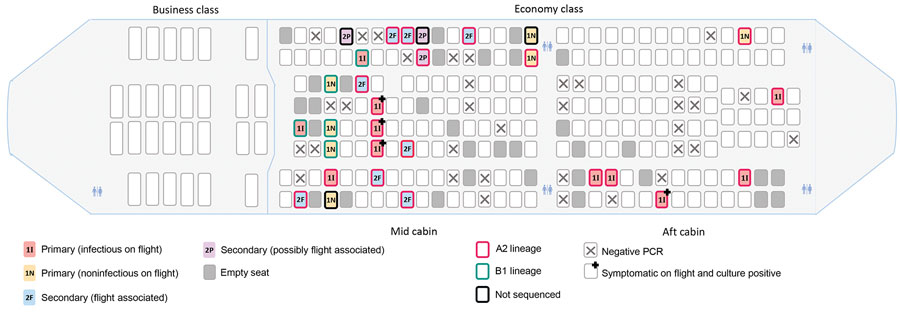 Business class
Economy class
2P 2F 2F 2P 2F 1N 1N
1I 2P 1N
1N 2F
1I 1I
1I 1N 1I
1N 1I 2F
1I 2F 1I 1I 1I
2F 1N 2F 1I
Mid cabin
Aft cabin
1I Primary (infectious on flight)
1N Primary (noninfectious on flight)
2F Secondary (flight associated)
2P Secondary (possibly flight associated)
Empty seat
A2 lineage
B1 lineage
Not sequenced
Negative PCR
Symptomatic on flight and culture positive